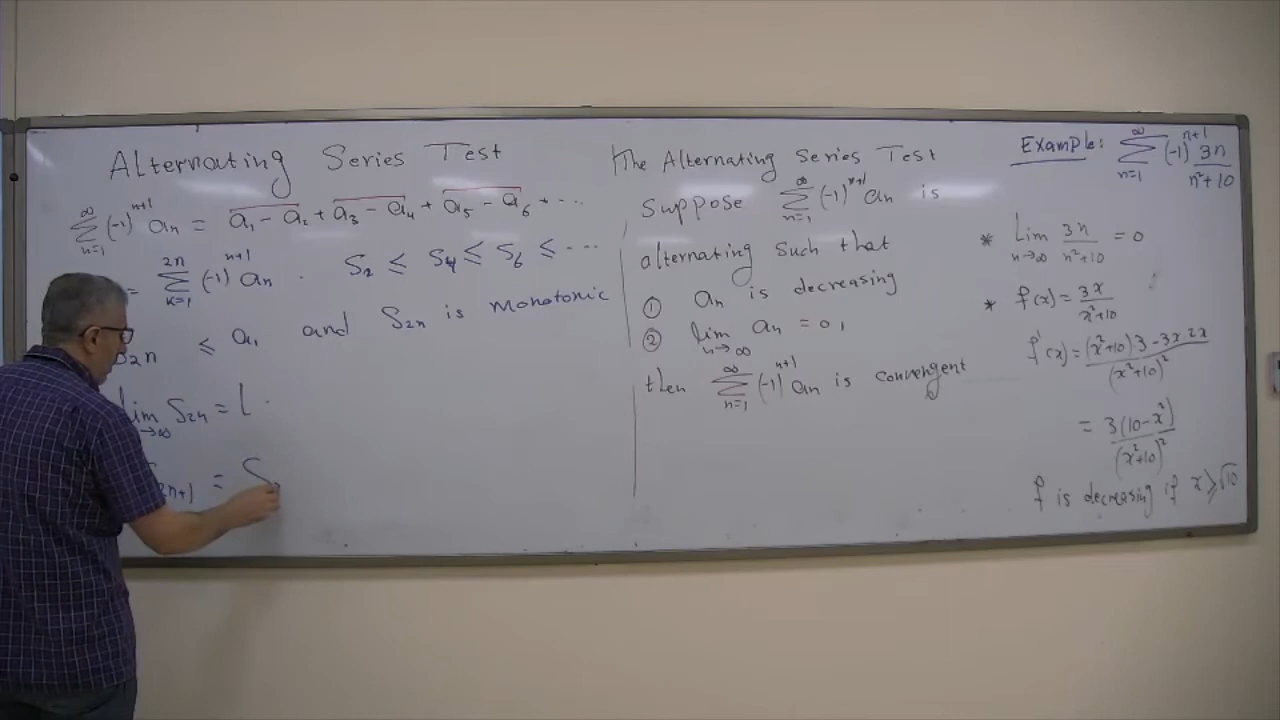 Alternating Series Test
∑_{n=1}^{∞} (-1)^{n+1} a_n = a_1 - a_2 + a_3 - a_4 + a_5 - a_6 + ...
= ∑_{k=1}^{2n} (-1)^{n+1} a_n . S_2 ≤ S_4 ≤ S_6 ≤ ...
S_2n ≤ a_1 and S_{2n} is monotonic
lim_{→∞} S_{2n} = L .
2n+1 = S
The Alternating Series Test
Suppose ∑_{n=1}^{∞} (-1)^{n+1} a_n is
alternating such that
① a_n is decreasing
② lim_{n→∞} a_n = 0,
then ∑_{n=1}^{∞} (-1)^{n+1} a_n is convergent
Example: ∑_{n=1}^{∞} (-1)^{n+1} 3n/(n²+10)
* Lim_{n→∞} 3n/(n²+10) = 0
* f(x) = 3x/(x²+10)
f'(x) = ((x²+10)·3 - 3x·2x)/(x²+10)²
= 3(10-x²)/(x²+10)²
f is decreasing if x ≥ √10